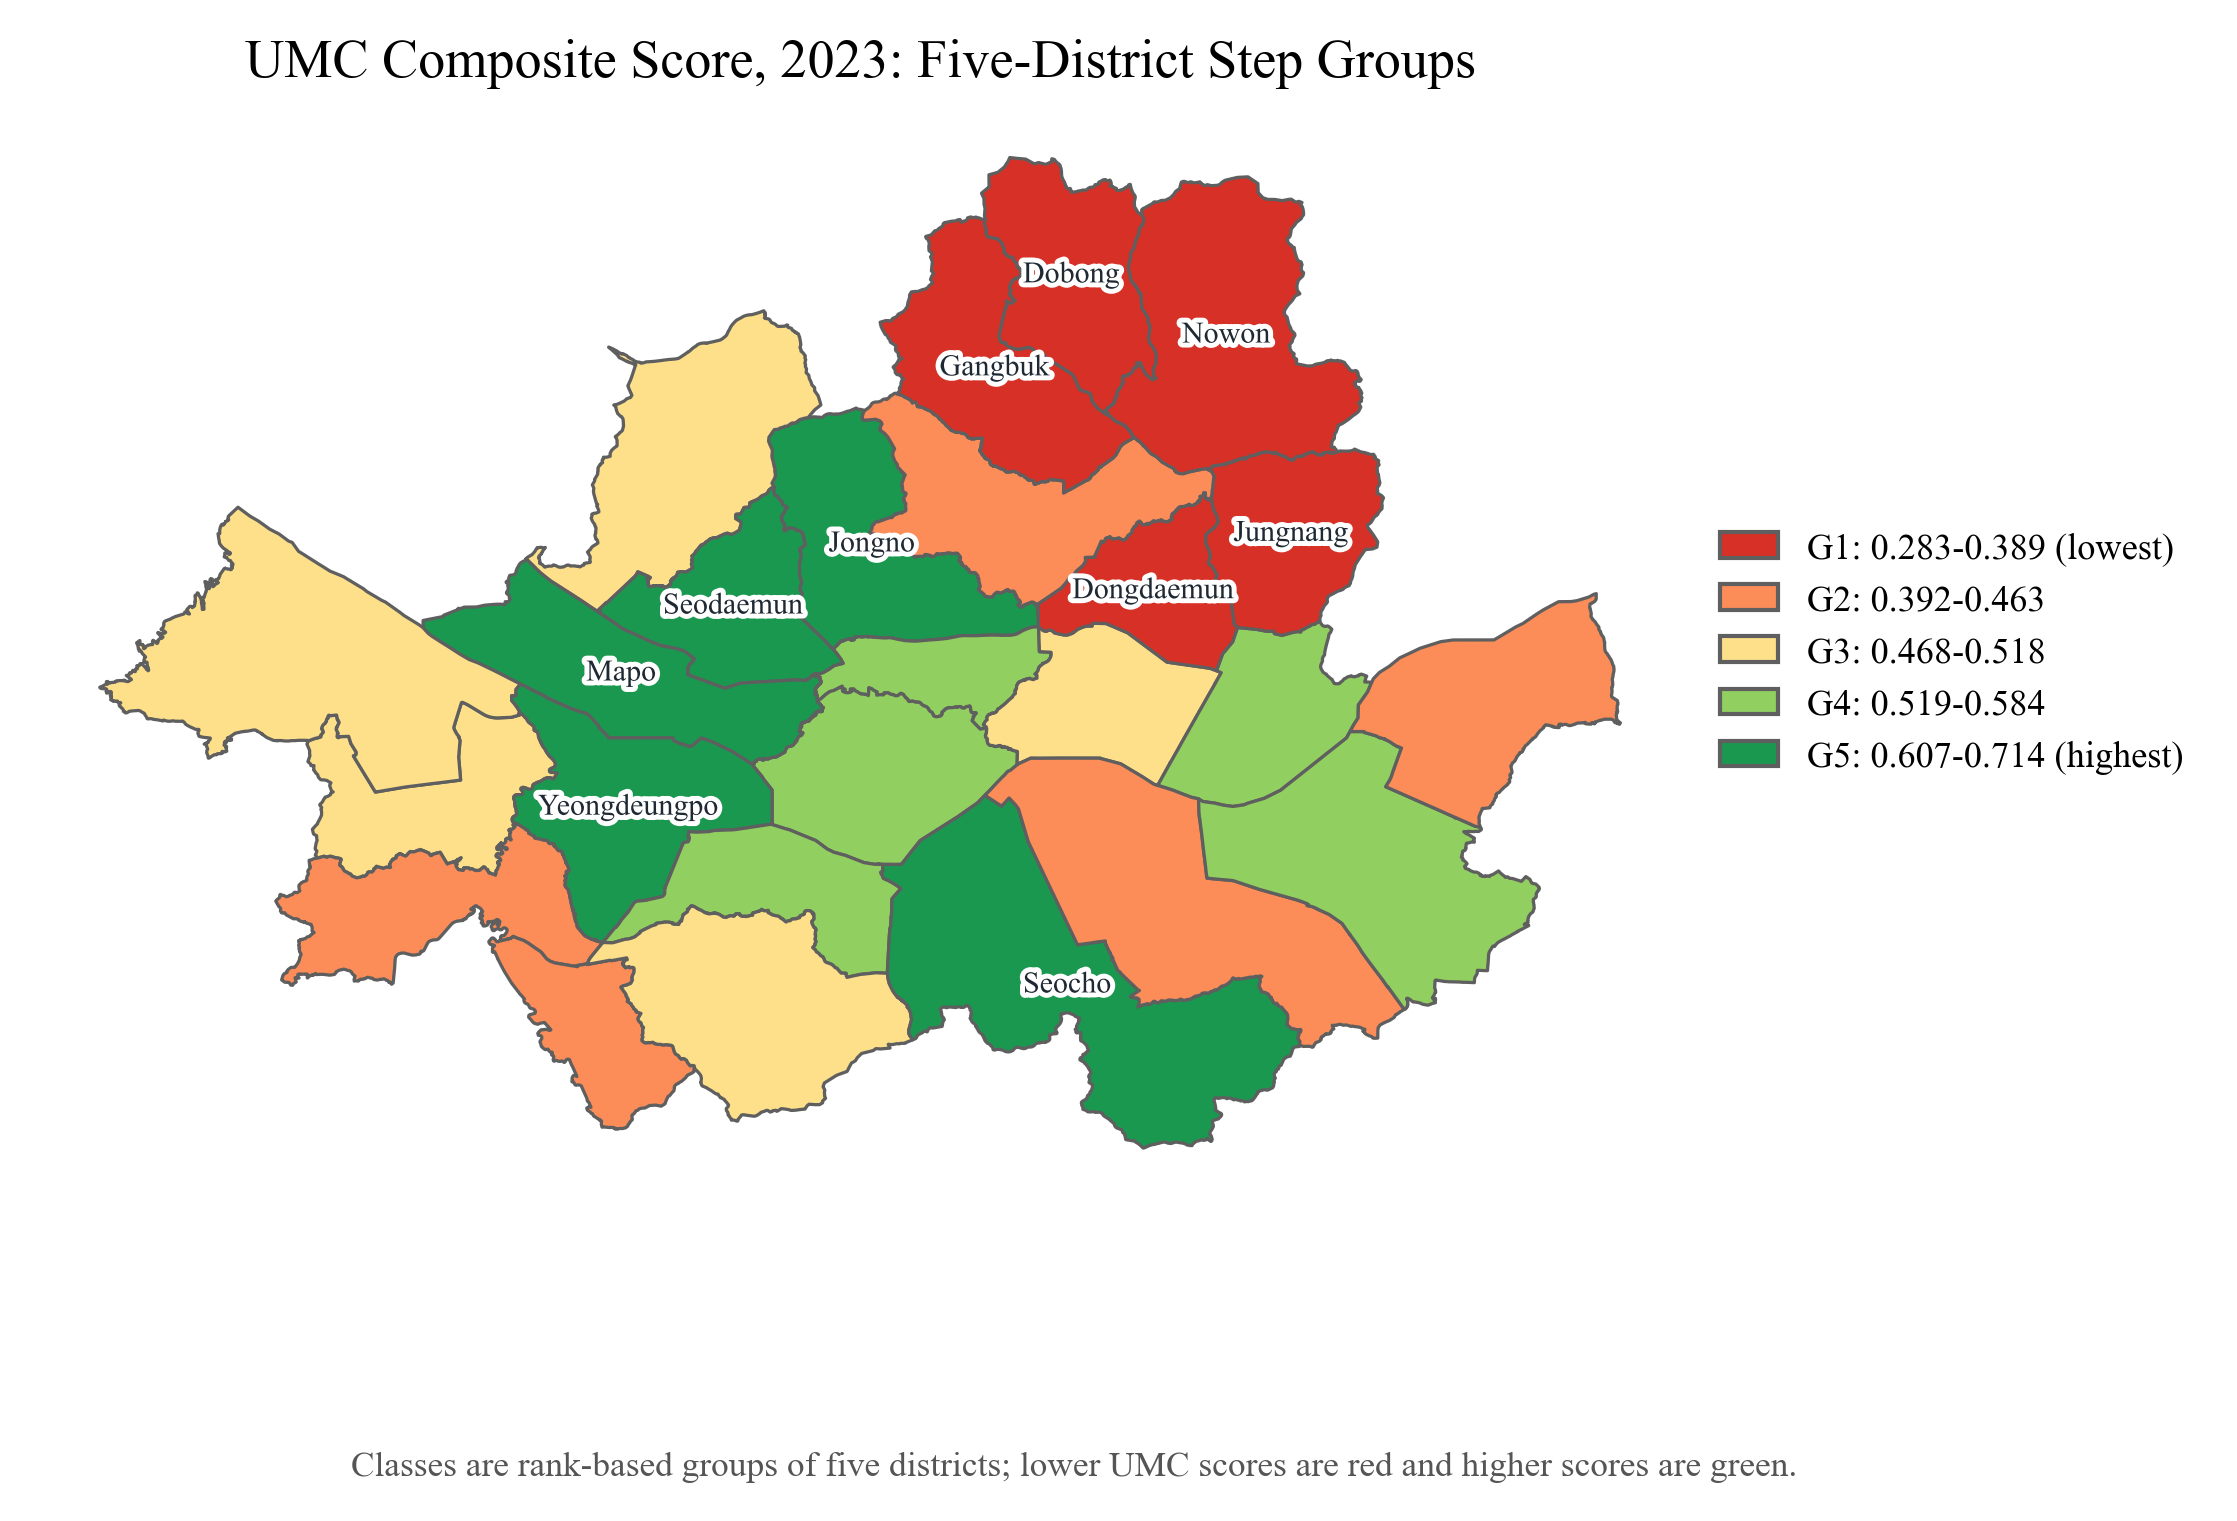 UMC Composite Score, 2023: Five-District Step Groups
Dobong
Nowon
Gangbuk
Jungnang
Jongno
Dongdaemun
Seodaemun
Mapo
Yeongdeungpo
Seocho
G1: 0.283-0.389 (lowest)
G2: 0.392-0.463
G3: 0.468-0.518
G4: 0.519-0.584
G5: 0.607-0.714 (highest)
Classes are rank-based groups of five districts; lower UMC scores are red and higher scores are green.